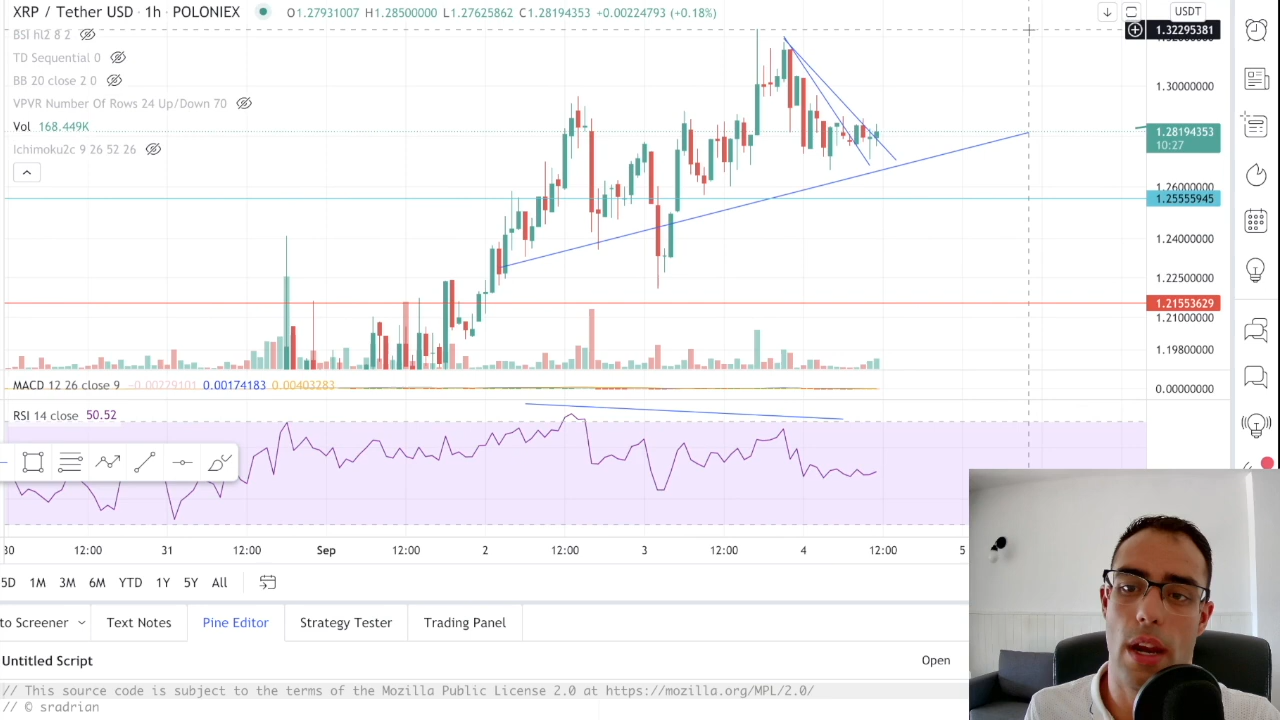 XRP / Tether USD · 1h · POLONIEX O1.27931007 H1.28500000 L1.27625862 C1.28194353 +0.00224793 (+0.18%)
USDT
BSI hl2 8 2
1.32295381
TD Sequential 0
BB 20 close 2 0
1.30000000
VPVR Number Of Rows 24 Up/Down 70
Vol 168.449K
1.28194353
10:27
9 26 52 26
1.26000000
1.25555945
1.24000000
1.22500000
1.21553629
1.21000000
1.19800000
MACD 12 26 close 9 −0.00229101 0.00174183 0.00403283
0.00000000
RSI 14 close 50.52
30 12:00 31 12:00 Sep 12:00 2 12:00 3 12:00 4 12:00 5
5D 1M 3M 6M YTD 1Y 5Y All
to Screener Text Notes Pine Editor Strategy Tester Trading Panel
Untitled Script Open
// This source code is subject to the terms of the Mozilla Public License 2.0 at https://mozilla.org/MPL/2.0/
// © sradrian